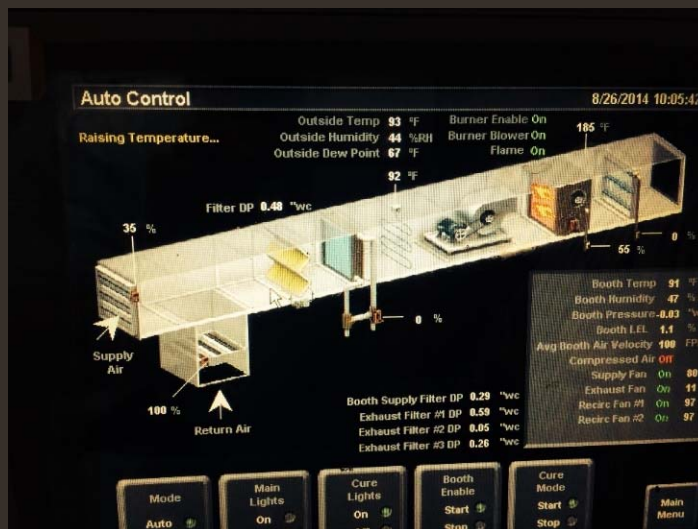 Auto Control
8/26/2014 10:05:42
Raising Temperature...
Outside Temp 93 °F
Outside Humidity 44 %RH
Outside Dew Point 67 °F
Burner Enable On
Burner Blower On
Flame On
185 °F
92 °F
Filter DP 0.48 "wc
35 %
0 %
55 %
0 %
Supply
Air
100 %
Return Air
Booth Temp 91 °F
Booth Humidity 47 %
Booth Pressure -0.03 "w
Booth LEL 1.1 %
Avg Booth Air Velocity 100 FP
Compressed Air Off
Supply Fan On 80
Exhaust Fan On 11
Recirc Fan #1 On 97
Recirc Fan #2 On 97
Booth Supply Filter DP 0.29 "wc
Exhaust Filter #1 DP 0.59 "wc
Exhaust Filter #2 DP 0.05 "wc
Exhaust Filter #3 DP 0.26 "wc
Mode
Auto
Main
Lights
On
Cure
Lights
On
Booth
Enable
Start
Stop
Cure
Mode
Start
Stop
Main
Menu